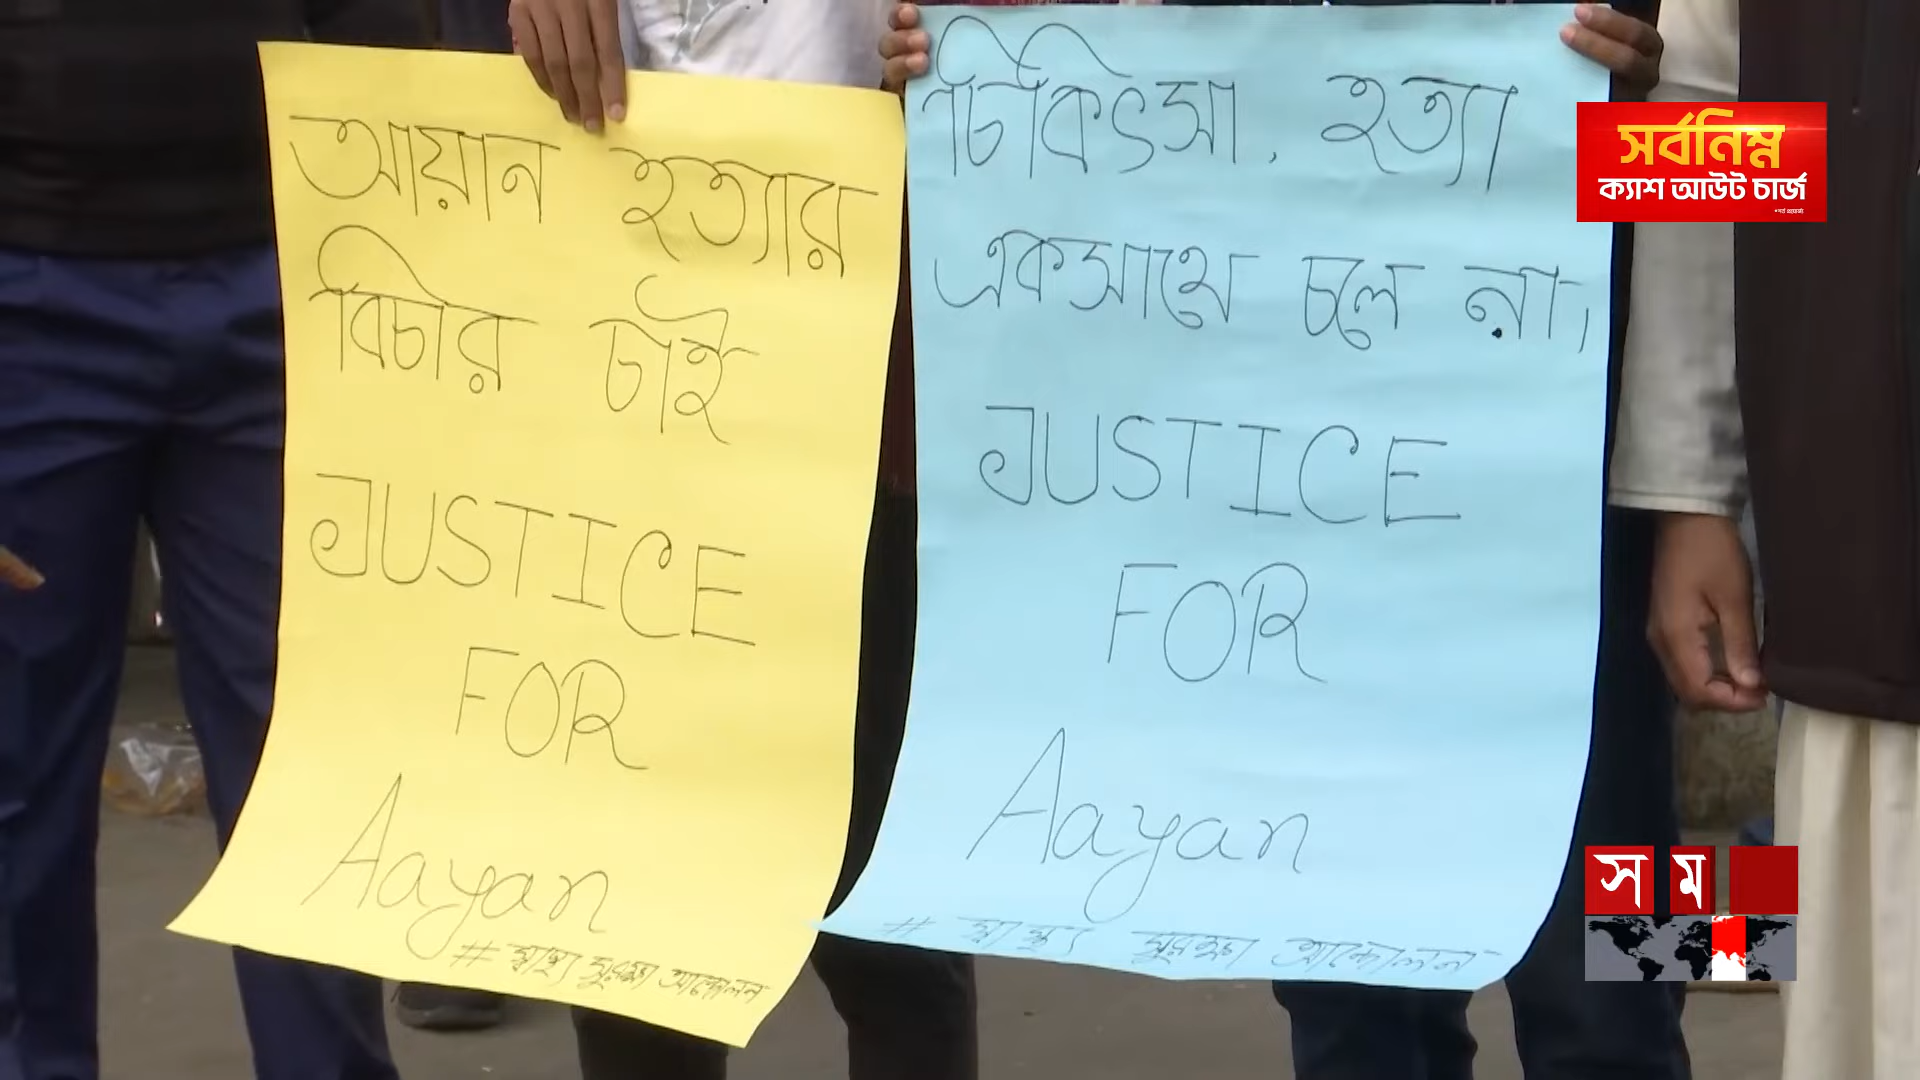 আয়ান হত্যার
বিচার চাই
JUSTICE
FOR
Aayan
# স্বাস্থ্য সুরক্ষা আন্দোলন
চিকিৎসা, হত্যা
একসাথে চলে না,
JUSTICE
FOR
Aayan
# স্বাস্থ্য সুরক্ষা আন্দোলন
সর্বনিম্ন
ক্যাশ আউট চার্জ
সম